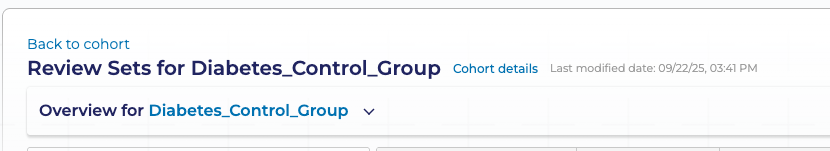 Back to cohort
Review Sets for Diabetes_Control_Group Cohort details Last modified date: 09/22/25, 03:41 PM
Overview for Diabetes_Control_Group